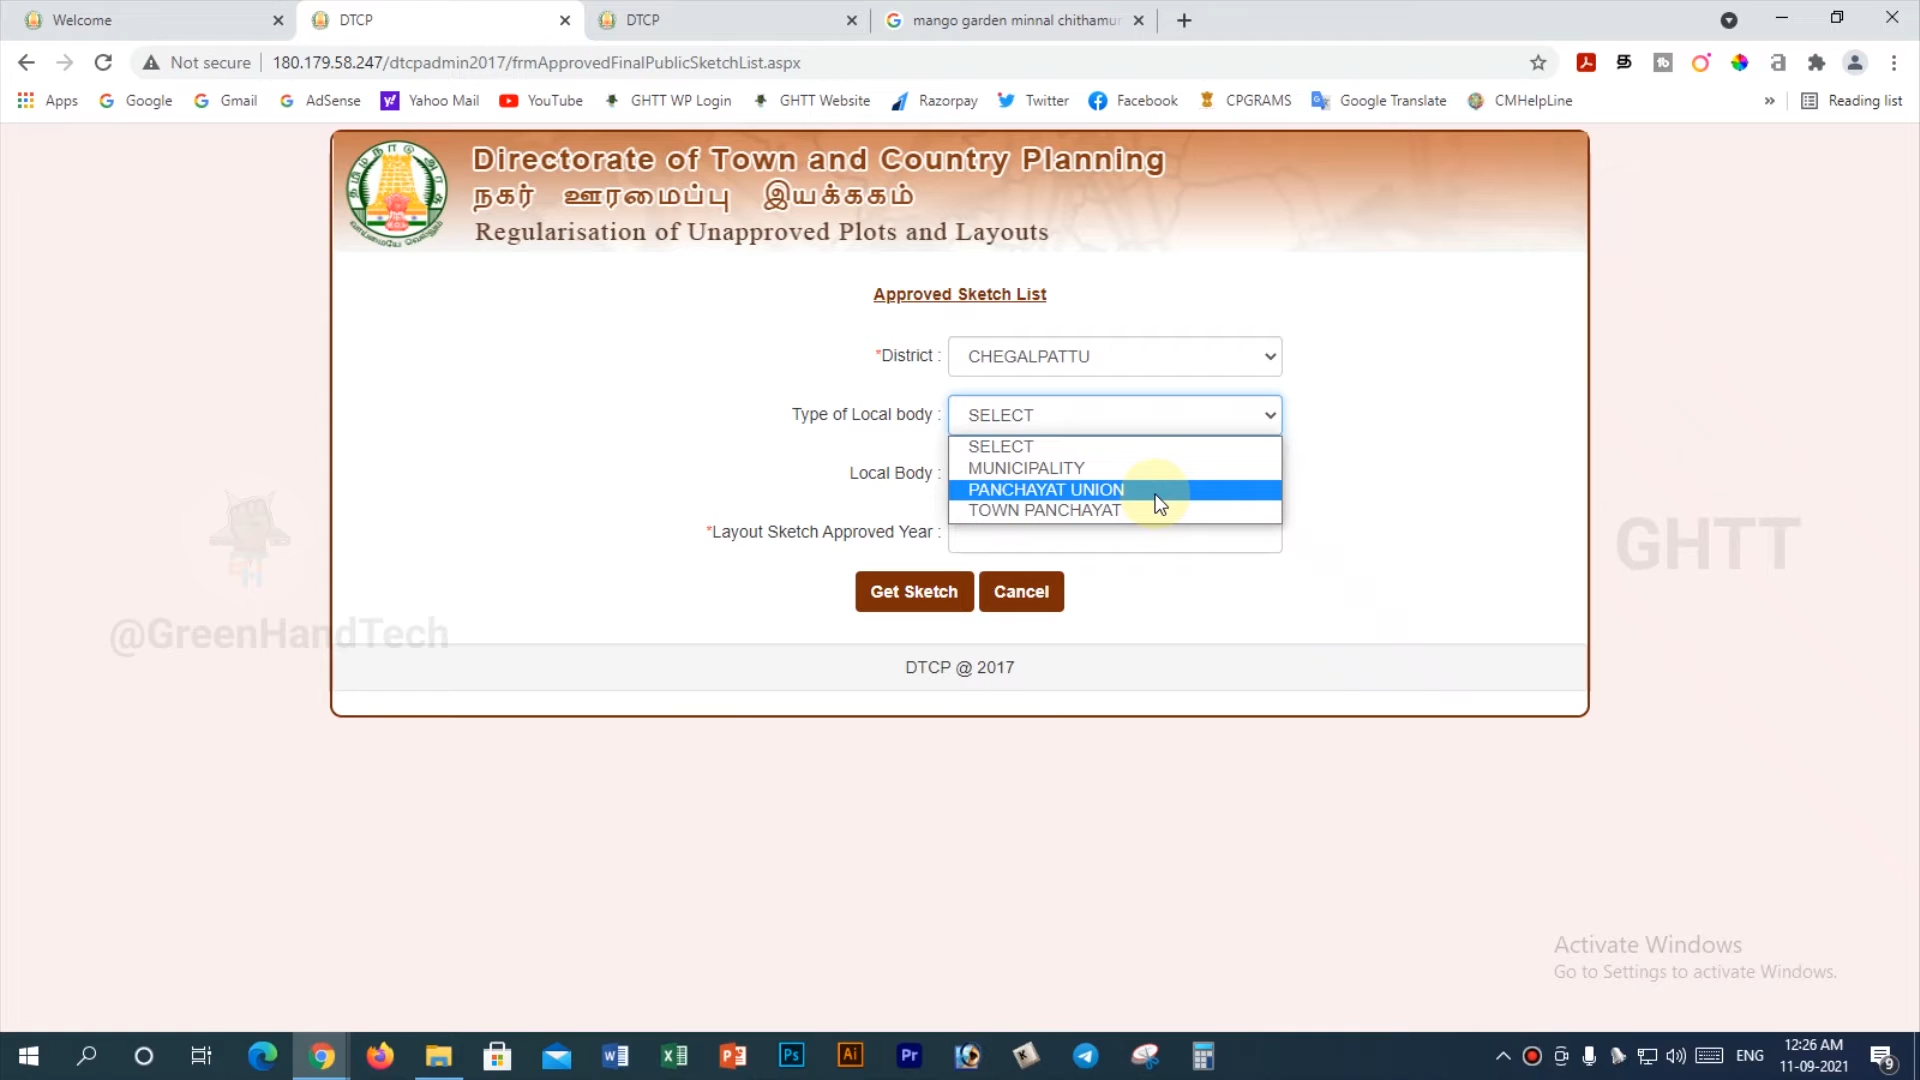 Welcome
DTCP
DTCP
mango garden minnal chithamur
Not secure
180.179.58.247/dtcpadmin2017/frmApprovedFinalPublicSketchList.aspx
Apps
Google
Gmail
AdSense
Yahoo Mail
YouTube
GHTT WP Login
GHTT Website
Razorpay
Twitter
Facebook
CPGRAMS
Google Translate
CMHelpLine
»
Reading list
Directorate of Town and Country Planning
நகர் ஊரமைப்பு இயக்ககம்
Regularisation of Unapproved Plots and Layouts
Approved Sketch List
*District : CHEGALPATTU
Type of Local body : SELECT
SELECT
MUNICIPALITY
Local Body :
PANCHAYAT UNION
TOWN PANCHAYAT
*Layout Sketch Approved Year :
Get Sketch Cancel
DTCP @ 2017
@GreenHandTech
GHTT
Activate Windows
Go to Settings to activate Windows.
ENG
12:26 AM
11-09-2021
9